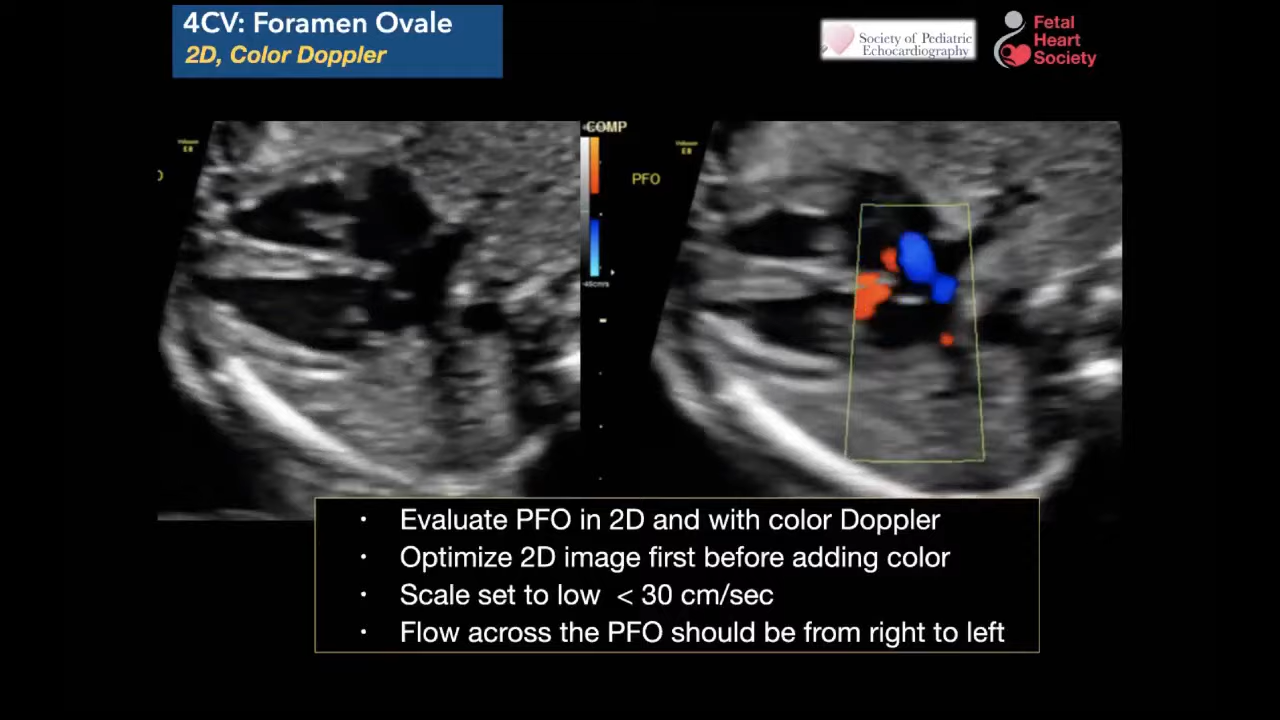 4CV: Foramen Ovale
2D, Color Doppler
Society of Pediatric
Echocardiography
Fetal
Heart
Society
COMP
PFO
• Evaluate PFO in 2D and with color Doppler
• Optimize 2D image first before adding color
• Scale set to low < 30 cm/sec
• Flow across the PFO should be from right to left